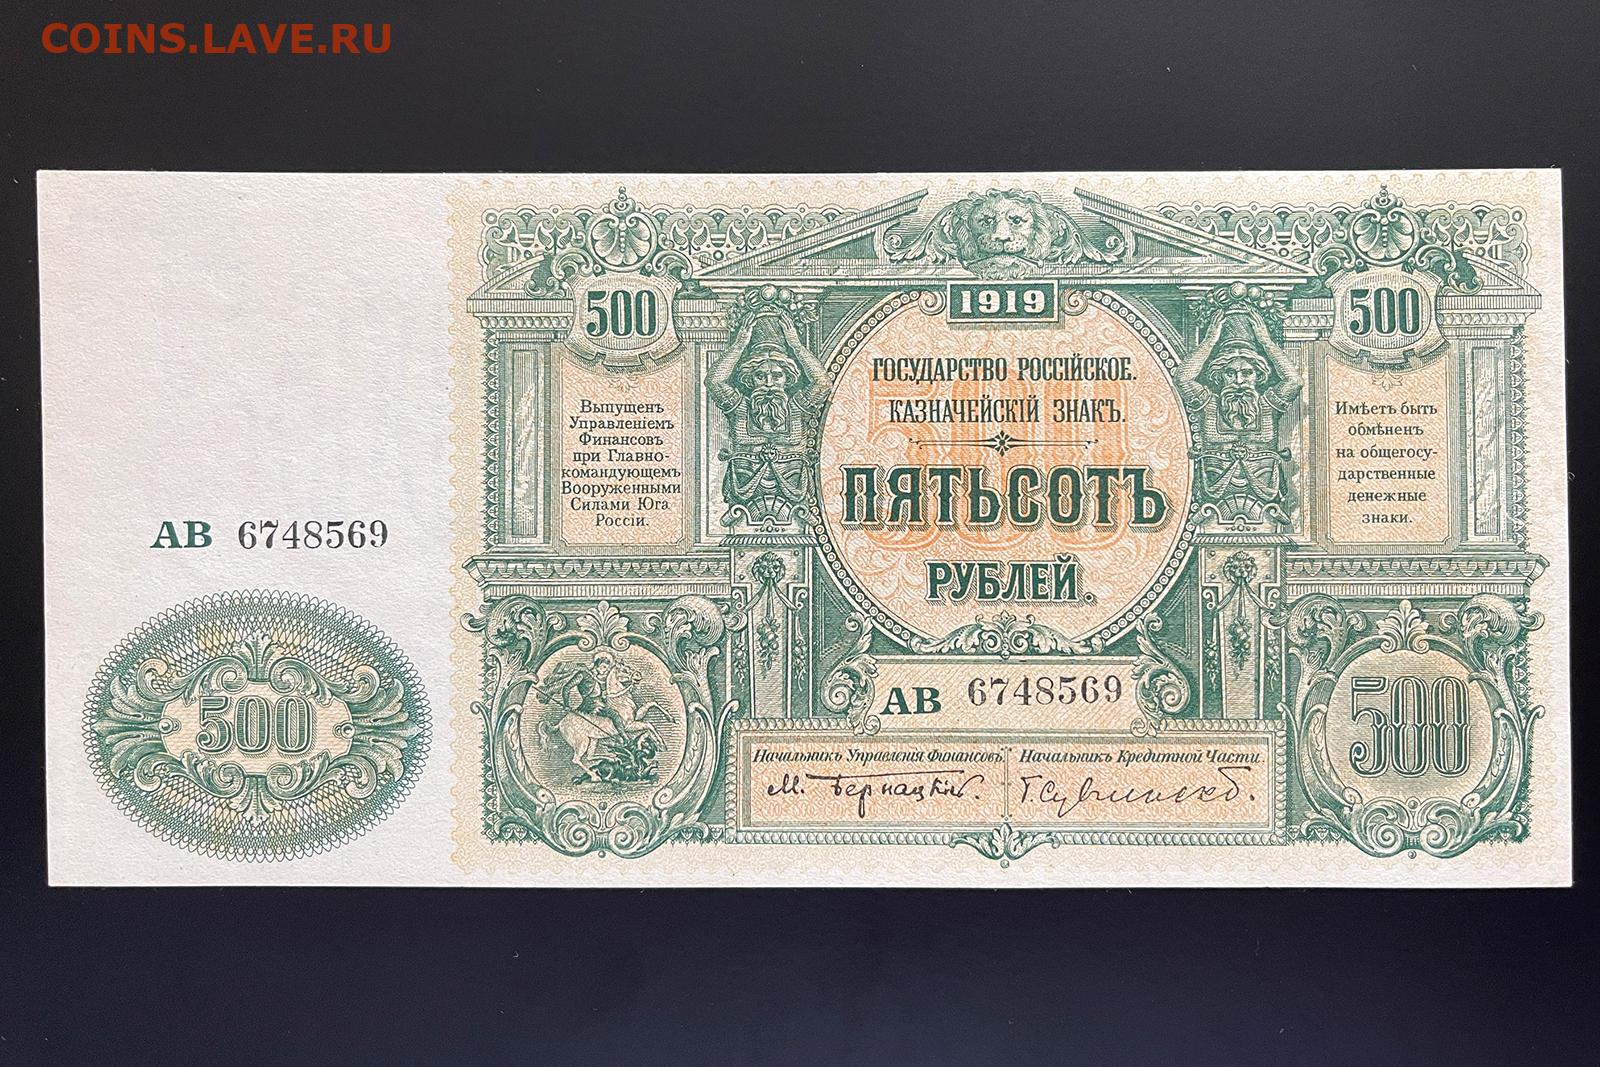 COINS.LAVE.RU
500
1919
500
ГОСУДАРСТВО РОССІЙСКОЕ.
КАЗНАЧЕЙСКІЙ ЗНАКЪ.
Выпущенъ
Управленіемъ
Финансовъ
при Главно-
командующемъ
Вооруженными
Силами Юга
Россіи.
500
ПЯТЬСОТЪ
РУБЛЕЙ.
Имѣетъ быть
обмѣненъ
на общегосу-
дарственные
денежные
знаки.
АВ 6748569
500
АВ 6748569
500
Начальникъ Управленія Финансовъ.
М. Бернацкій.
Начальникъ Кредитной Части.